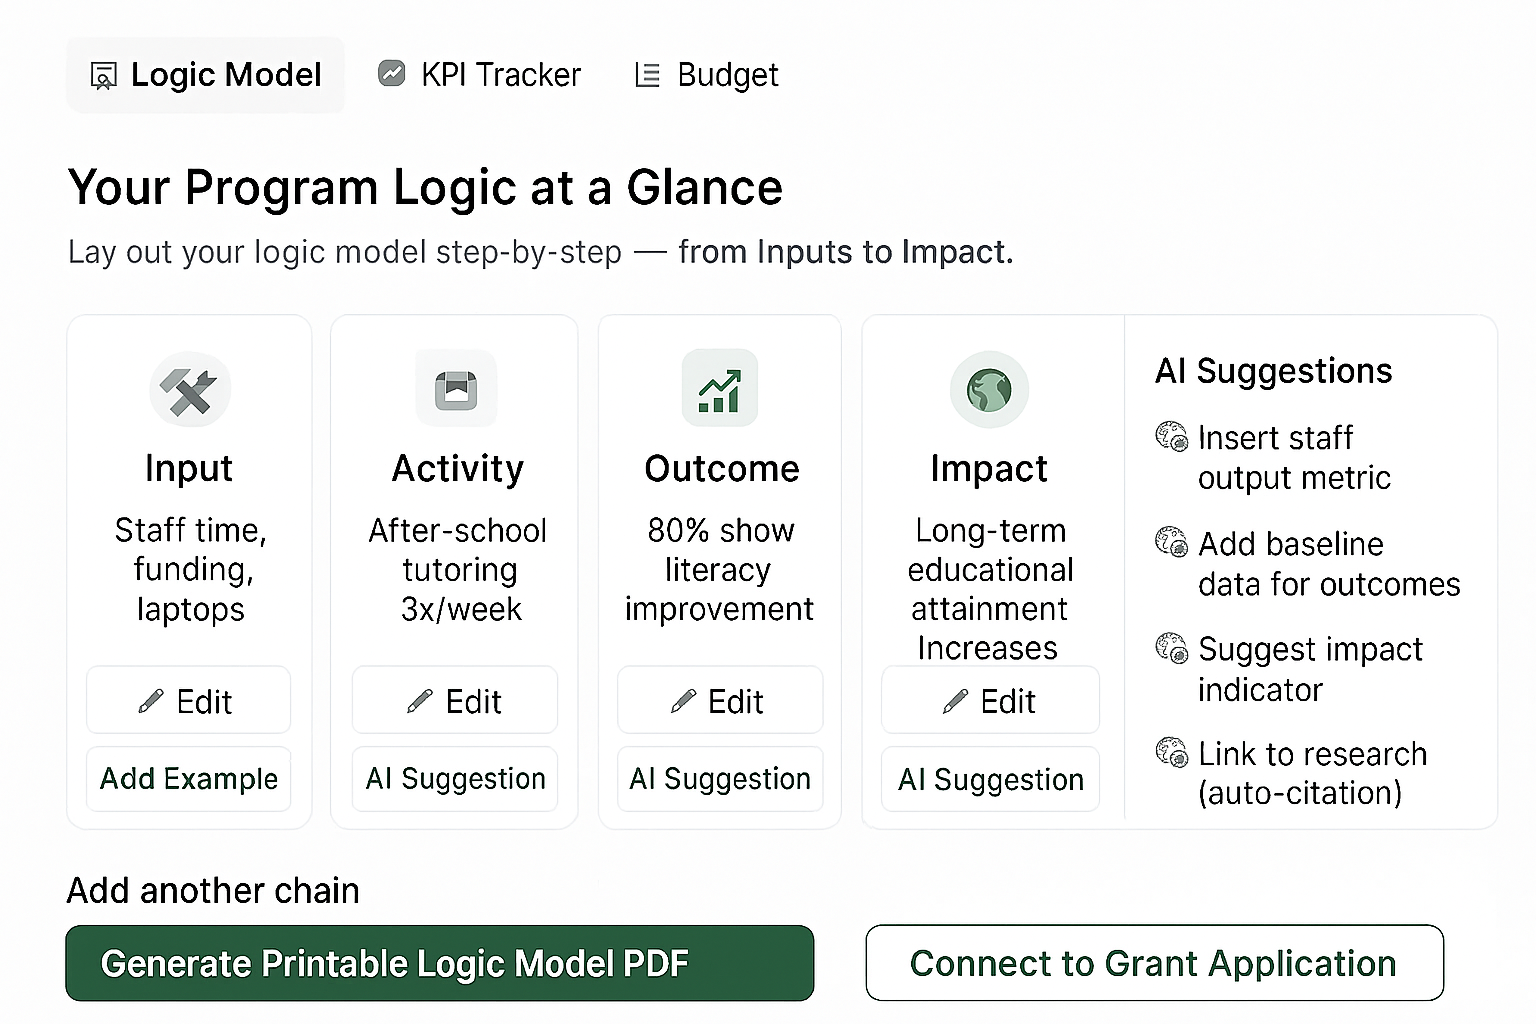 Logic Model
KPI Tracker
Budget
Your Program Logic at a Glance
Lay out your logic model step-by-step — from Inputs to Impact.
Input
Staff time,
funding,
laptops
Edit
Add Example
Activity
After-school
tutoring
3x/week
Edit
AI Suggestion
Outcome
80% show
literacy
improvement
Edit
AI Suggestion
Impact
Long-term
educational
attainment
Increases
Edit
AI Suggestion
AI Suggestions
Insert staff
output metric
Add baseline
data for outcomes
Suggest impact
indicator
Link to research
(auto-citation)
Add another chain
Generate Printable Logic Model PDF
Connect to Grant Application